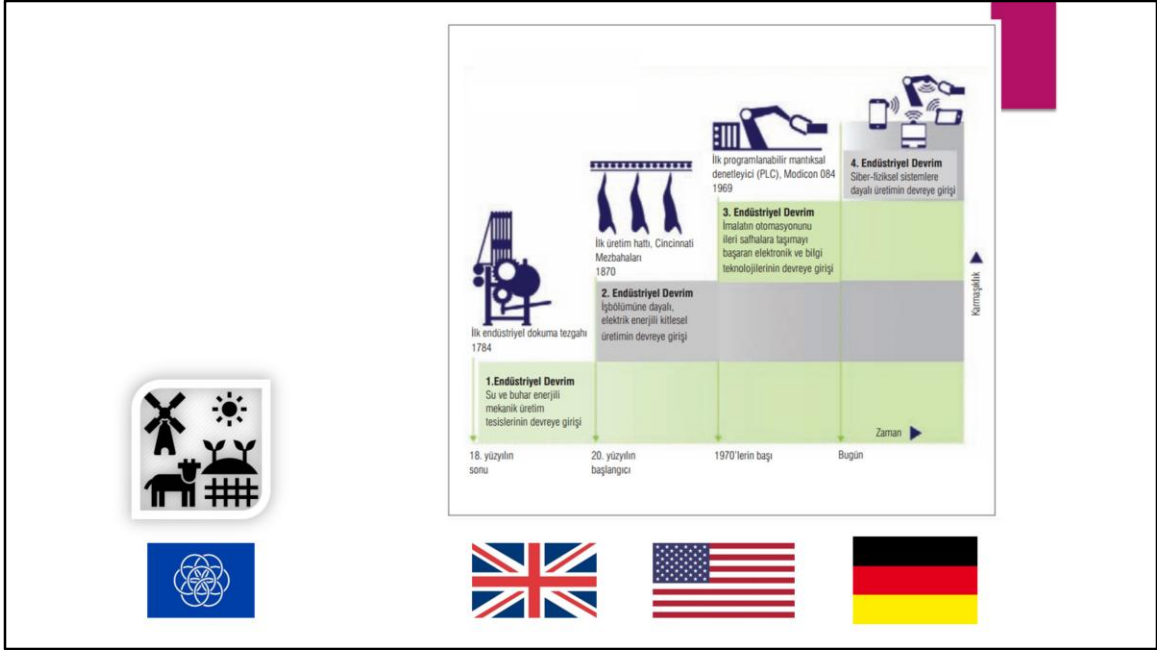 İlk endüstriyel dokuma tezgahı
1784
1.Endüstriyel Devrim
Su ve buhar enerjili
mekanik üretim
tesislerinin devreye girişi
18. yüzyılın
sonu
İlk üretim hattı, Cincinnati
Mezbahaları
1870
2. Endüstriyel Devrim
İşbölümüne dayalı,
elektrik enerjili kitlesel
üretimin devreye girişi
20. yüzyılın
başlangıcı
İlk programlanabilir mantıksal
denetleyici (PLC), Modicon 084
1969
3. Endüstriyel Devrim
İmalatın otomasyonunu
ileri safhalara taşımayı
başaran elektronik ve bilgi
teknolojilerinin devreye girişi
1970'lerin başı
4. Endüstriyel Devrim
Siber-fiziksel sistemlere
dayalı üretimin devreye girişi
Bugün
Zaman
Karmaşıklık